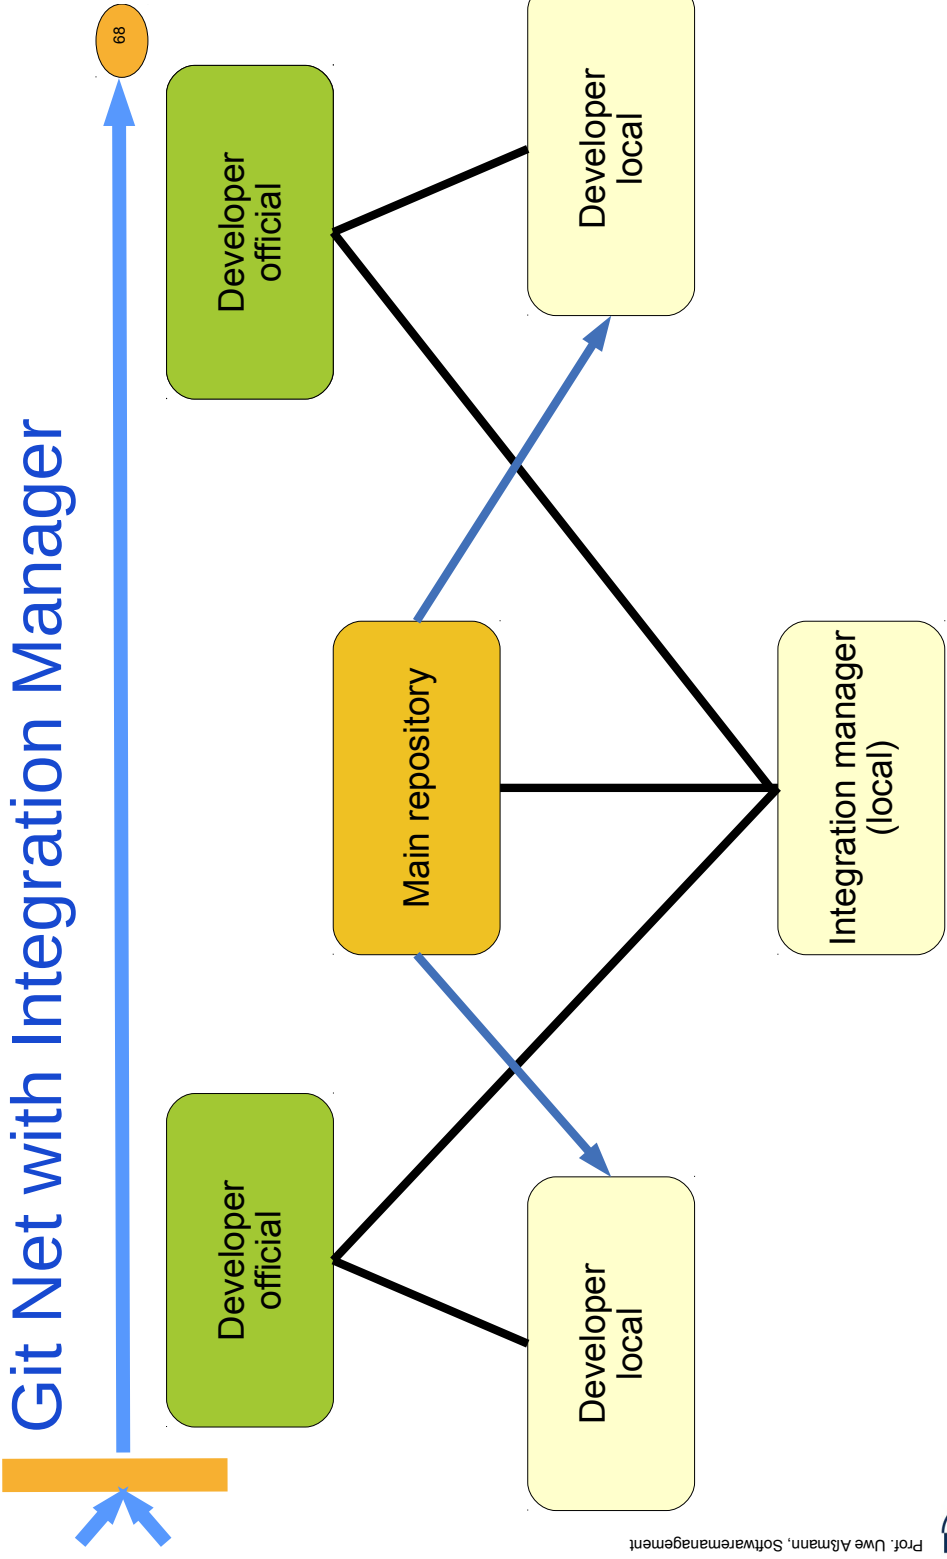 Git Net with Integration Manager
68
Developer
official
Developer
official
Main repository
Developer
local
Developer
local
Integration manager
(local)
Prof. Uwe Aßmann, Softwaremanagement